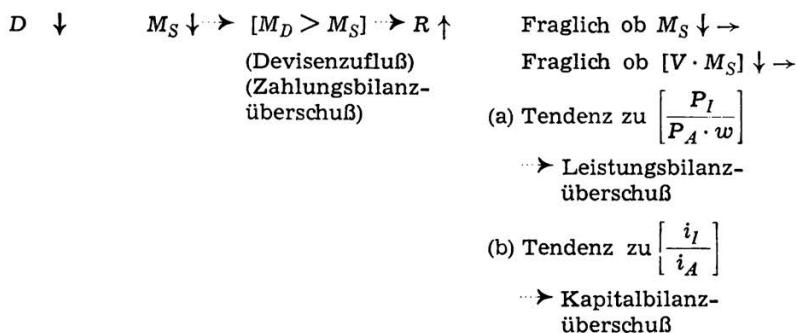 D ↓ M_S ↓ ⇢ [M_D > M_S] ⇢ R ↑ Fraglich ob M_S ↓ →
(Devisenzufluß) Fraglich ob [V · M_S] ↓ →
(Zahlungsbilanz-
überschuß)
(a) Tendenz zu [P_I / P_A · w]
⇢ Leistungsbilanz-
überschuß
(b) Tendenz zu [i_I / i_A]
⇢ Kapitalbilanz-
überschuß